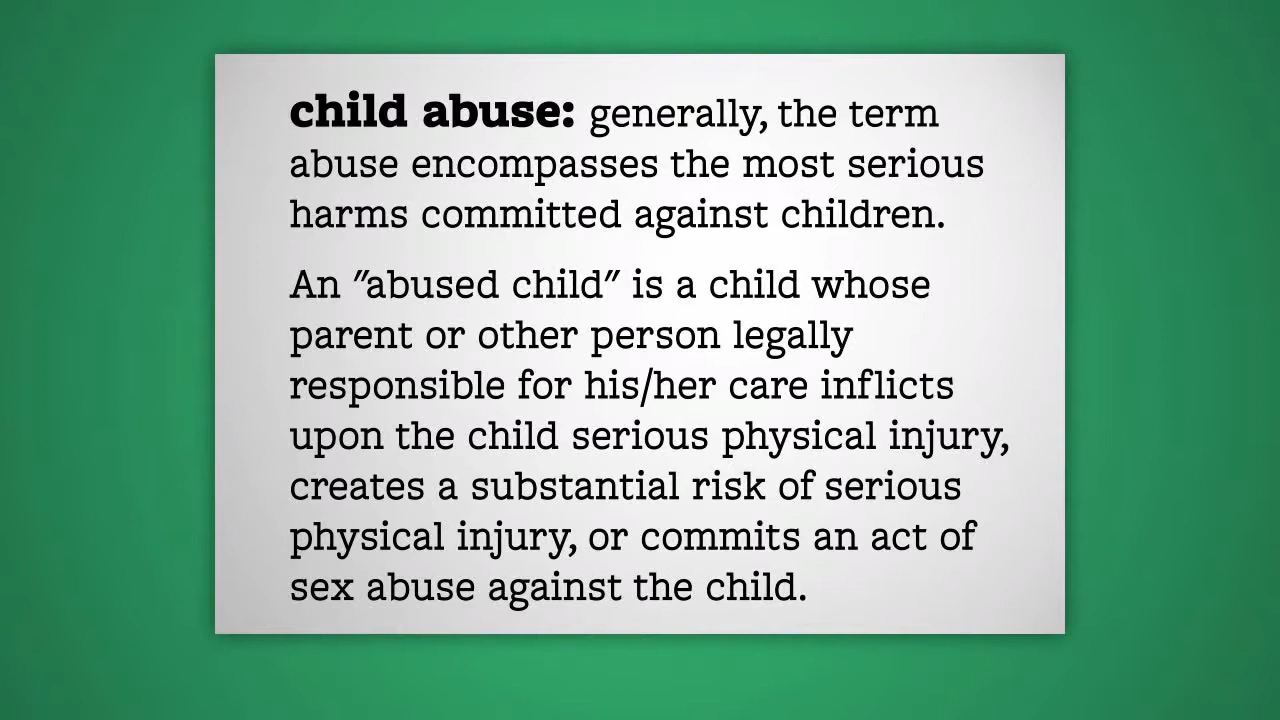 child abuse: generally, the term
abuse encompasses the most serious
harms committed against children.
An "abused child" is a child whose
parent or other person legally
responsible for his/her care inflicts
upon the child serious physical injury,
creates a substantial risk of serious
physical injury, or commits an act of
sex abuse against the child.